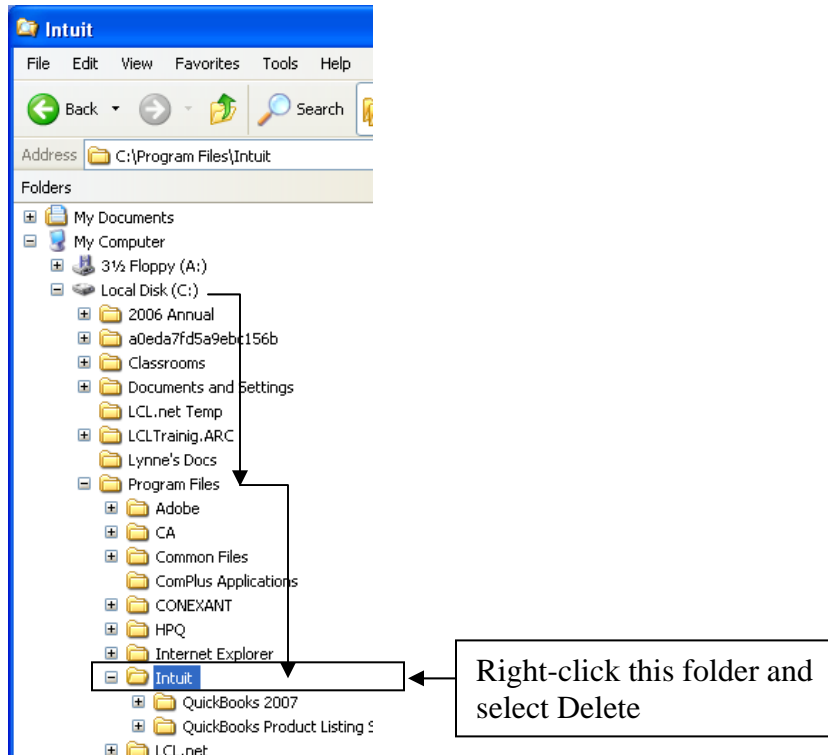 Intuit
File Edit View Favorites Tools Help
Back Search
Address C:\Program Files\Intuit
Folders
My Documents
My Computer
3½ Floppy (A:)
Local Disk (C:)
2006 Annual
a0eda7fd5a9ebc156b
Classrooms
Documents and Settings
LCL.net Temp
LCLTrainig.ARC
Lynne's Docs
Program Files
Adobe
CA
Common Files
ComPlus Applications
CONEXANT
HPQ
Internet Explorer
Intuit
QuickBooks 2007
QuickBooks Product Listing S
LCL.net
Right-click this folder and
select Delete